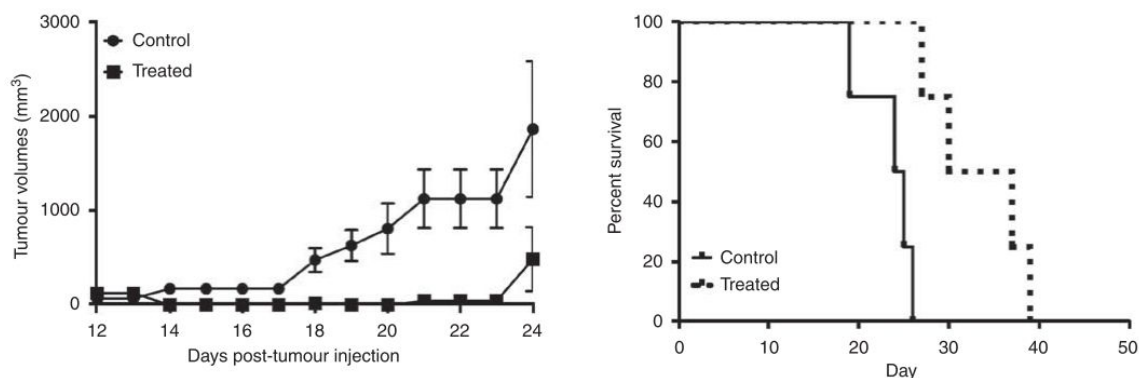 3000
2000
1000
0
Tumour volumes (mm³)
Control
Treated
12 14 16 18 20 22 24
Days post-tumour injection
100
80
60
40
20
0
Percent survival
Control
Treated
0 10 20 30 40 50
Day